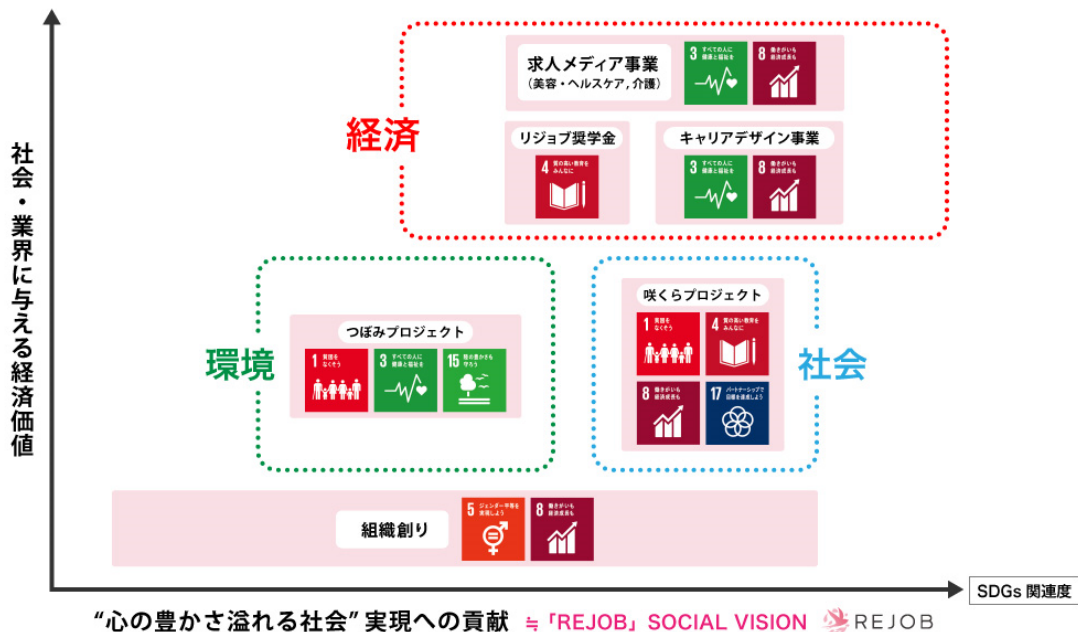 社会・業界に与える経済価値
経済
求人メディア事業
（美容・ヘルスケア，介護）
3 すべての人に
健康と福祉を
8 働きがいも
経済成長も
リジョブ奨学金
4 質の高い教育を
みんなに
キャリアデザイン事業
3 すべての人に
健康と福祉を
8 働きがいも
経済成長も
環境
つぼみプロジェクト
1 貧困を
なくそう
3 すべての人に
健康と福祉を
15 陸の豊かさも
守ろう
咲くらプロジェクト
1 貧困を
なくそう
4 質の高い教育を
みんなに
8 働きがいも
経済成長も
17 パートナーシップで
目標を達成しよう
社会
組織創り
5 ジェンダー平等を
実現しよう
8 働きがいも
経済成長も
SDGs 関連度
“心の豊かさ溢れる社会” 実現への貢献 ≒ 「REJOB」 SOCIAL VISION REJOB